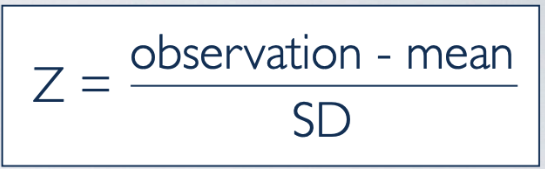 Z = observation - mean
SD